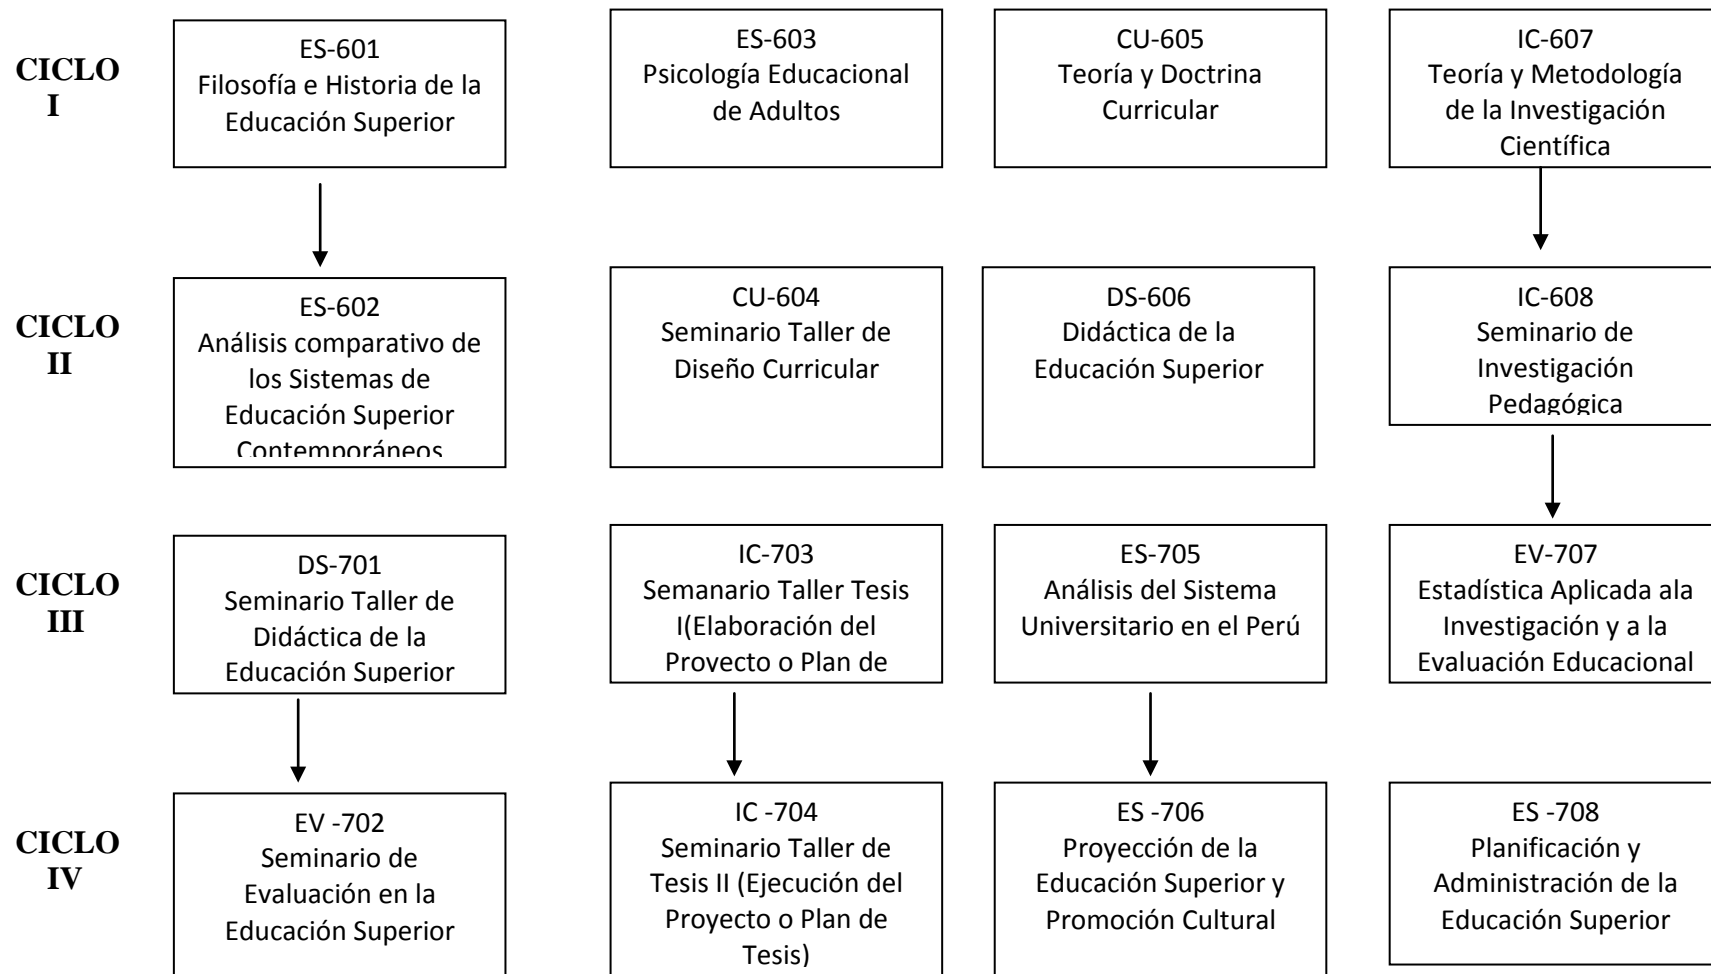 CICLO
I
ES-601
Filosofía e Historia de la
Educación Superior
ES-603
Psicología Educacional
de Adultos
CU-605
Teoría y Doctrina
Curricular
IC-607
Teoría y Metodología
de la Investigación
Científica
CICLO
II
ES-602
Análisis comparativo de
los Sistemas de
Educación Superior
Contemporáneos
CU-604
Seminario Taller de
Diseño Curricular
DS-606
Didáctica de la
Educación Superior
IC-608
Seminario de
Investigación
Pedagógica
CICLO
III
DS-701
Seminario Taller de
Didáctica de la
Educación Superior
IC-703
Semanario Taller Tesis
I(Elaboración del
Proyecto o Plan de
ES-705
Análisis del Sistema
Universitario en el Perú
EV-707
Estadística Aplicada ala
Investigación y a la
Evaluación Educacional
CICLO
IV
EV -702
Seminario de
Evaluación en la
Educación Superior
IC -704
Seminario Taller de
Tesis II (Ejecución del
Proyecto o Plan de
Tesis)
ES -706
Proyección de la
Educación Superior y
Promoción Cultural
ES -708
Planificación y
Administración de la
Educación Superior